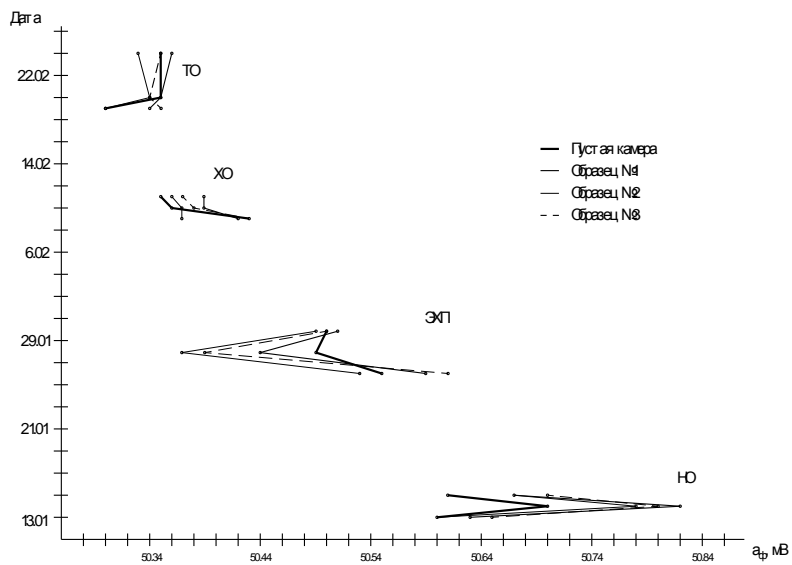 Дата
22.02
ТО
14.02
Пустая камера
ХО
Образец №1
Образец №2
Образец №3
6.02
ЭХП
29.01
21.01
НО
13.01
50.34 50.44 50.54 50.64 50.74 50.84
aф, мВ